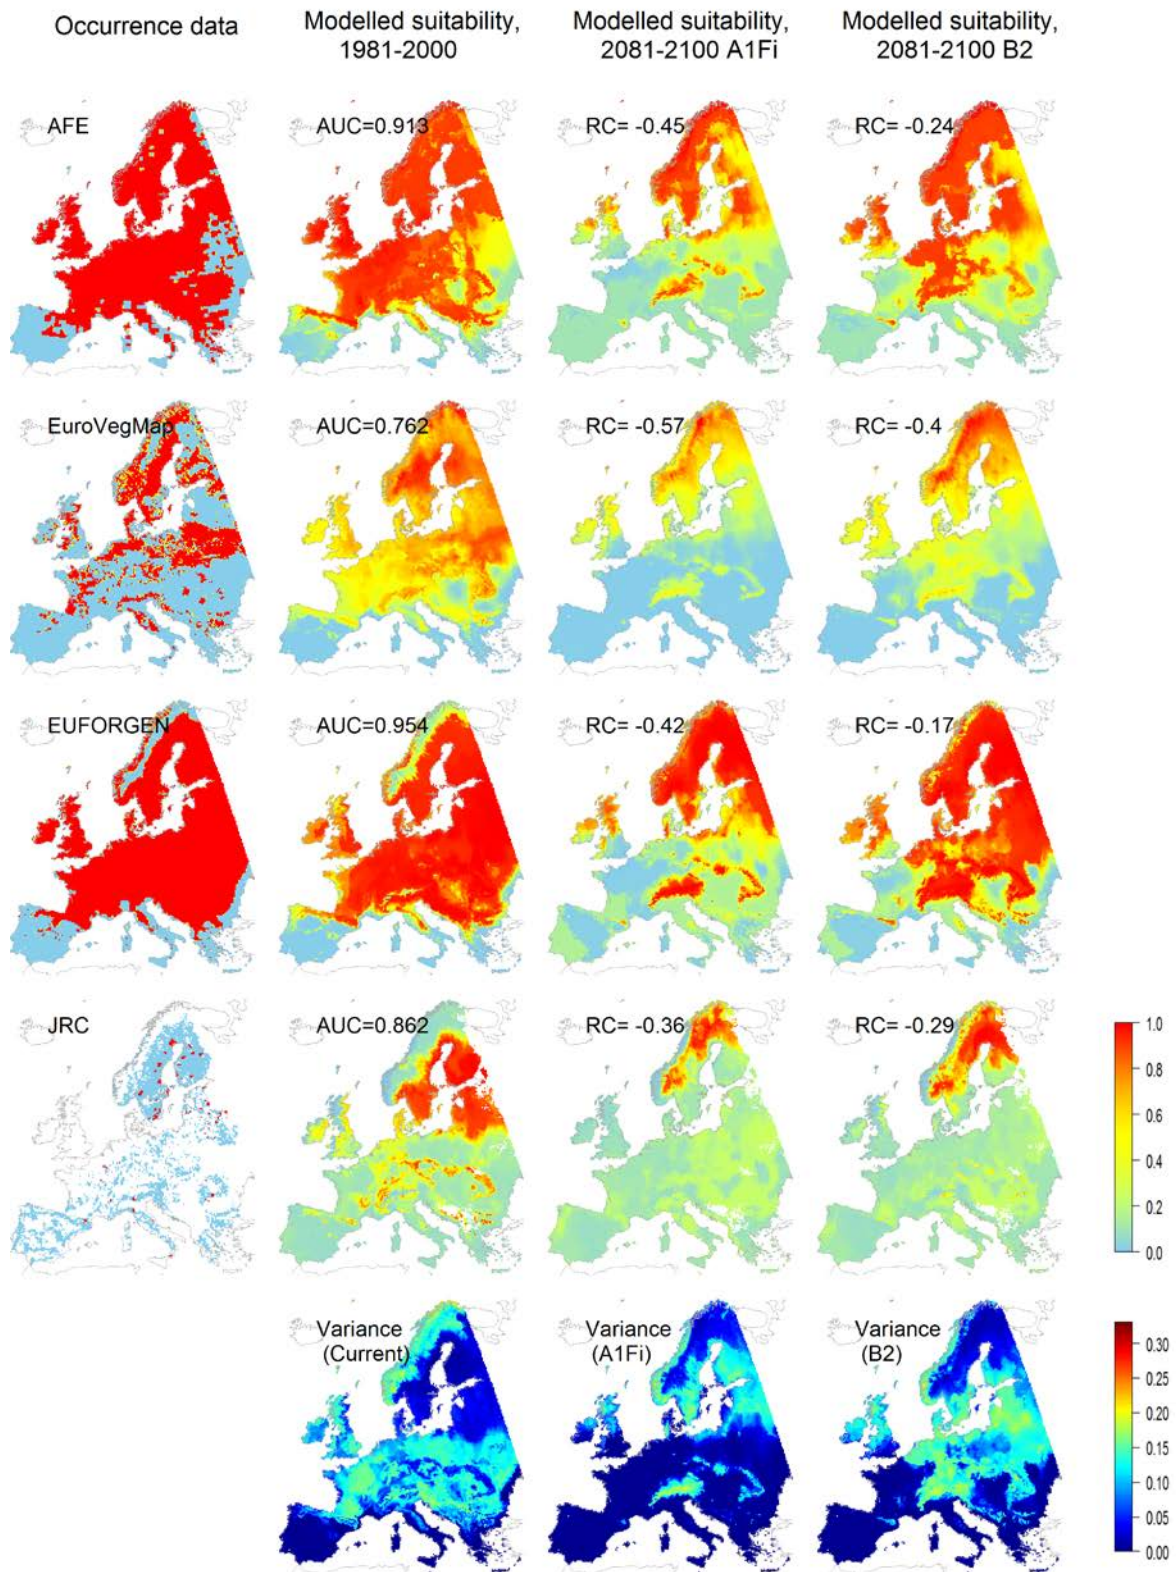 Occurrence data
Modelled suitability,
1981-2000
Modelled suitability,
2081-2100 A1Fi
Modelled suitability,
2081-2100 B2
AFE
AUC=0.913
RC= -0.45
RC= -0.24
EuroVegMap
AUC=0.762
RC= -0.57
RC= -0.4
EUFORGEN
AUC=0.954
RC= -0.42
RC= -0.17
JRC
AUC=0.862
RC= -0.36
RC= -0.29
1.0
0.8
0.6
0.4
0.2
0.0
Variance
(Current)
Variance
(A1Fi)
Variance
(B2)
0.30
0.25
0.20
0.15
0.10
0.05
0.00